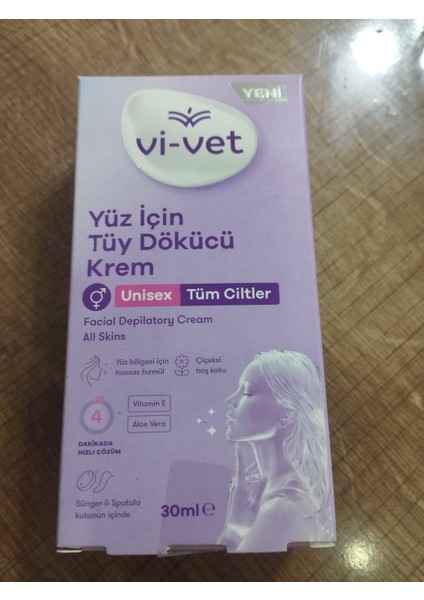 YENİ
vi-vet
Yüz İçin
Tüy Dökücü
Krem
Unisex Tüm Ciltler
Facial Depilatory Cream
All Skins
Yüz bölgesi için
hassas formül
Çiçeksi
hoş koku
4
DAKİKADA
HIZLI ÇÖZÜM
Vitamin E
Aloe Vera
Sünger & Spatula
kutunun içinde
30ml ℮